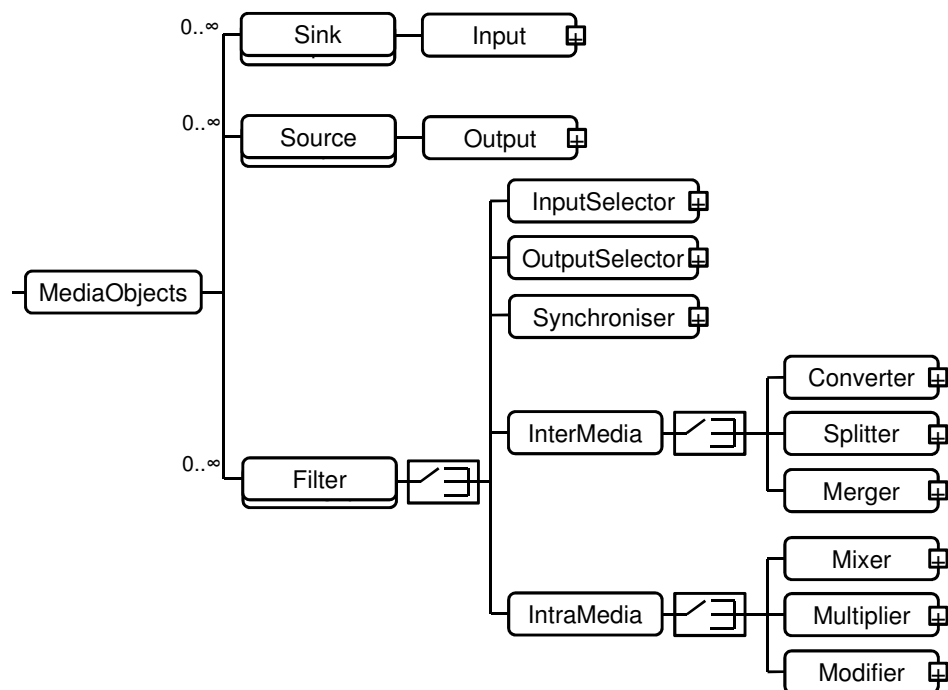 0..∞
Sink
Input
0..∞
Source
Output
InputSelector
OutputSelector
MediaObjects
Synchroniser
Converter
InterMedia
Splitter
0..∞
Filter
Merger
Mixer
IntraMedia
Multiplier
Modifier